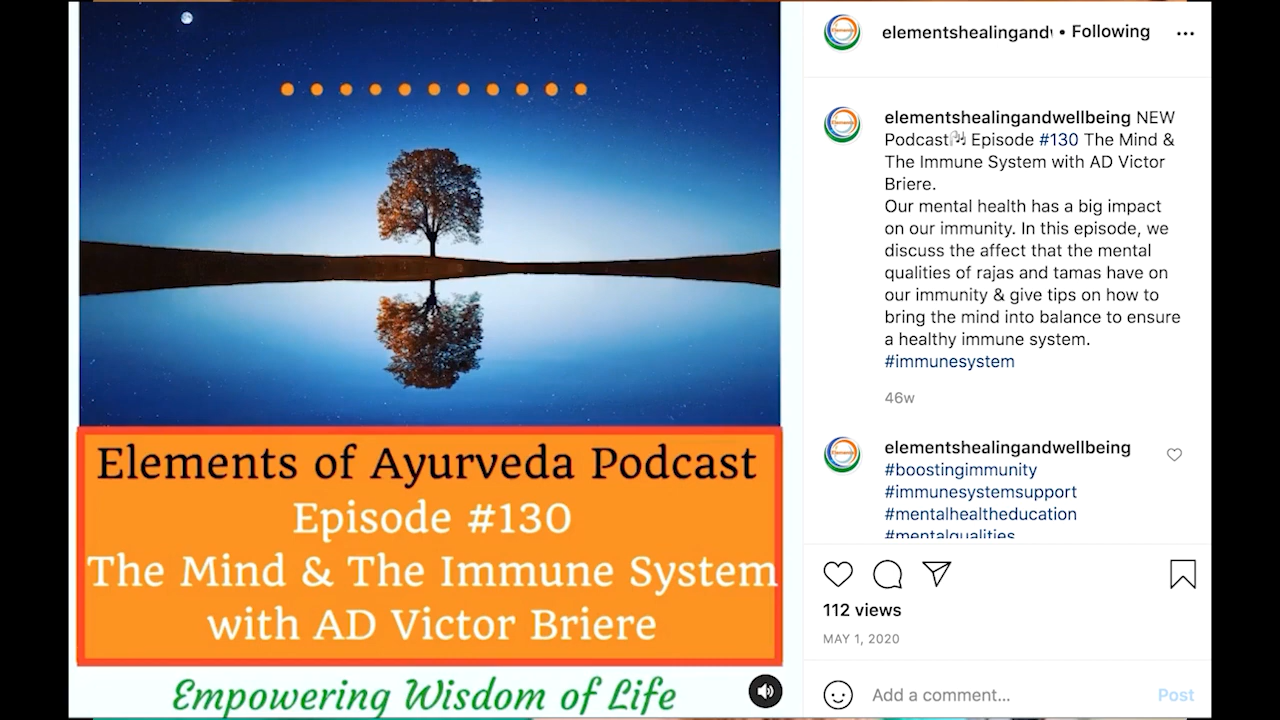 Elements of Ayurveda Podcast
Episode #130
The Mind & The Immune System
with AD Victor Briere
Empowering Wisdom of Life
elementshealingand • Following
elementshealingandwellbeing NEW
Podcast Episode #130 The Mind &
The Immune System with AD Victor
Briere.
Our mental health has a big impact
on our immunity. In this episode, we
discuss the affect that the mental
qualities of rajas and tamas have on
our immunity & give tips on how to
bring the mind into balance to ensure
a healthy immune system.
#immunesystem
46w
elementshealingandwellbeing
#boostingimmunity
#immunesystemsupport
#mentalhealtheducation
#mentalqualities
112 views
MAY 1, 2020
Add a comment...
Post